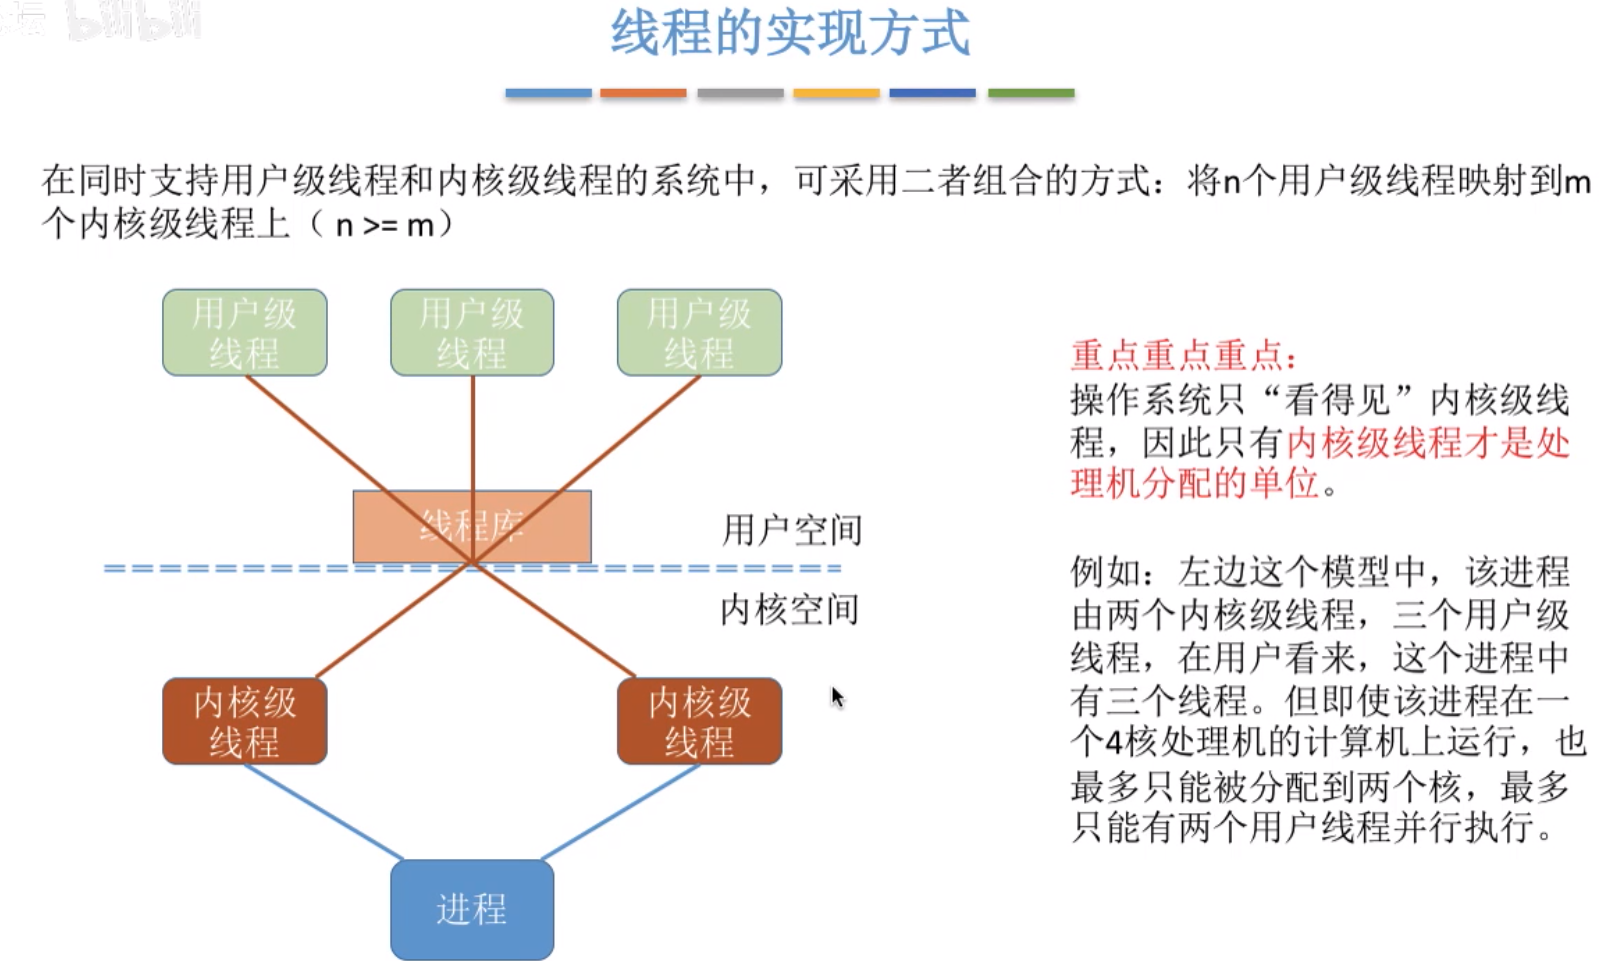 坛 bilibili
线程的实现方式
在同时支持用户级线程和内核级线程的系统中，可采用二者组合的方式：将n个用户级线程映射到m
个内核级线程上（ n >= m）
用户级
线程
用户级
线程
用户级
线程
线程库
用户空间
内核空间
内核级
线程
内核级
线程
进程
重点重点重点：
操作系统只“看得见”内核级线
程，因此只有内核级线程才是处
理机分配的单位。
例如：左边这个模型中，该进程
由两个内核级线程，三个用户级
线程，在用户看来，这个进程中
有三个线程。但即使该进程在一
个4核处理机的计算机上运行，也
最多只能被分配到两个核，最多
只能有两个用户线程并行执行。